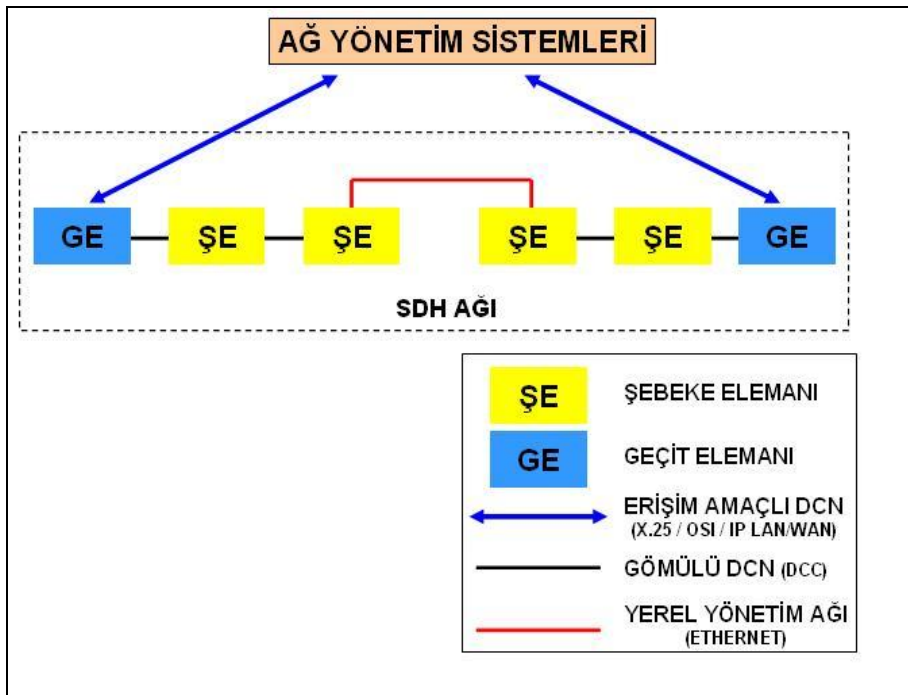 AĞ YÖNETİM SİSTEMLERİ
GE ŞE ŞE ŞE ŞE GE
SDH AĞI
ŞE ŞEBEKE ELEMANI
GE GEÇİT ELEMANI
ERİŞİM AMAÇLI DCN
(X.25 / OSI / IP LAN/WAN)
GÖMÜLÜ DCN (DCC)
YEREL YÖNETİM AĞI
(ETHERNET)